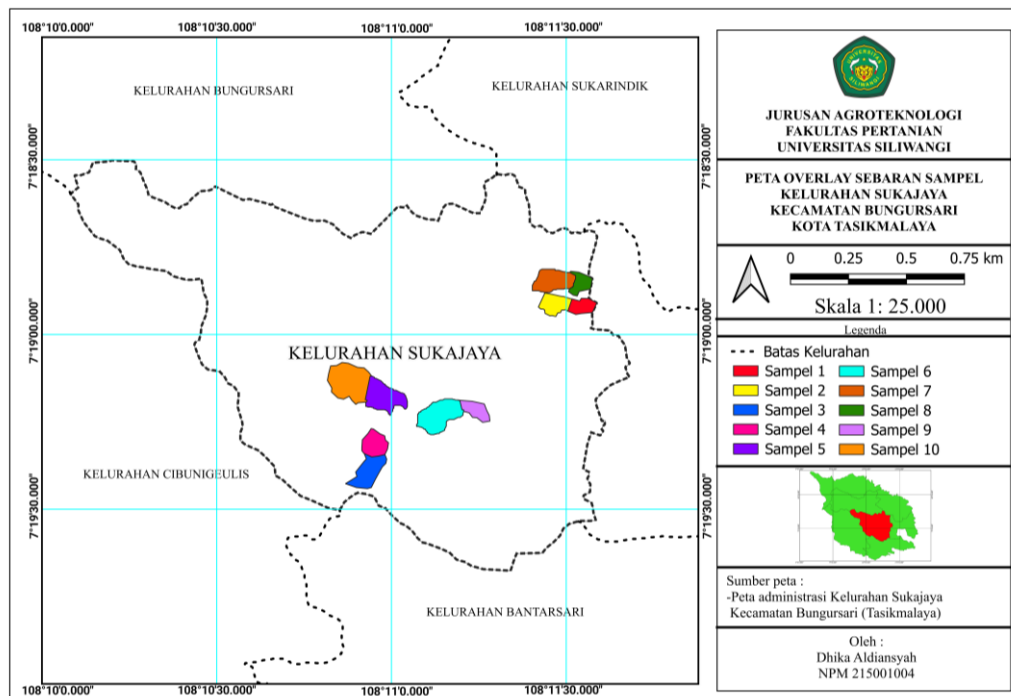 108°10'0.000"
108°10'30.000"
108°11'0.000"
108°11'30.000"
7°18'30.000"
7°19'0.000"
7°19'30.000"
KELURAHAN BUNGURSARI
KELURAHAN SUKARINDIK
KELURAHAN SUKAJAYA
KELURAHAN CIBUNIGEULIS
KELURAHAN BANTARSARI
7°18'30.000"
7°19'0.000"
7°19'30.000"
108°10'0.000"
108°10'30.000"
108°11'0.000"
108°11'30.000"
UNIVERSITAS
SILIWANGI
JURUSAN AGROTEKNOLOGI
FAKULTAS PERTANIAN
UNIVERSITAS SILIWANGI
PETA OVERLAY SEBARAN SAMPEL
KELURAHAN SUKAJAYA
KECAMATAN BUNGURSARI
KOTA TASIKMALAYA
0 0.25 0.5 0.75 km
Skala 1: 25.000
Legenda
Batas Kelurahan
Sampel 1 Sampel 6
Sampel 2 Sampel 7
Sampel 3 Sampel 8
Sampel 4 Sampel 9
Sampel 5 Sampel 10
Sumber peta :
-Peta administrasi Kelurahan Sukajaya
Kecamatan Bungursari (Tasikmalaya)
Oleh :
Dhika Aldiansyah
NPM 215001004